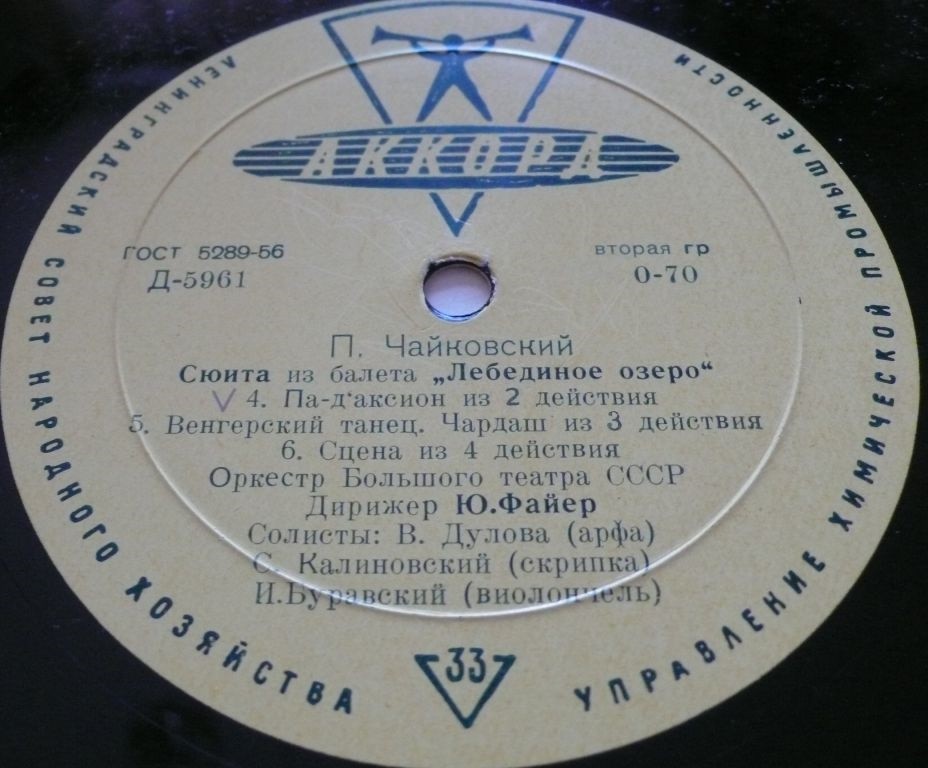 ЛЕНИНГРАДСКИЙ СОВЕТ НАРОДНОГО ХОЗЯЙСТВА
УПРАВЛЕНИЕ ХИМИЧЕСКОЙ ПРОМЫШЛЕННОСТИ
АККОРД
ГОСТ 5289-56
вторая гр
Д-5961
0-70
П. Чайковский
Сюита из балета „Лебединое озеро“
4. Па-д'аксион из 2 действия
5. Венгерский танец. Чардаш из 3 действия
6. Сцена из 4 действия
Оркестр Большого театра СССР
Дирижер Ю.Файер
Солисты: В. Дулова (арфа)
С. Калиновский (скрипка)
И.Буравский (виолончель)
33